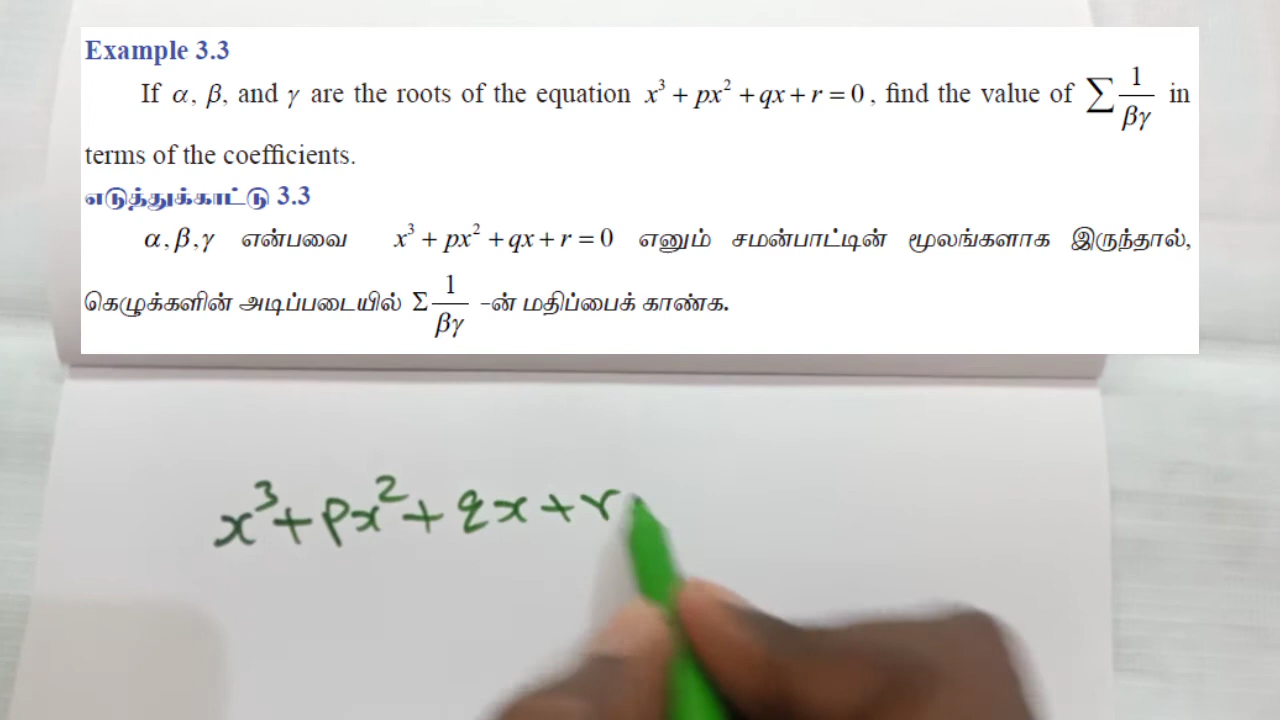 Example 3.3
If α, β, and γ are the roots of the equation x³ + px² + qx + r = 0, find the value of ∑ 1/βγ in
terms of the coefficients.
எடுத்துக்காட்டு 3.3
α, β, γ என்பவை x³ + px² + qx + r = 0 எனும் சமன்பாட்டின் மூலங்களாக இருந்தால்,
கெழுக்களின் அடிப்படையில் Σ 1/βγ –ன் மதிப்பைக் காண்க.
x³+px²+qx+r